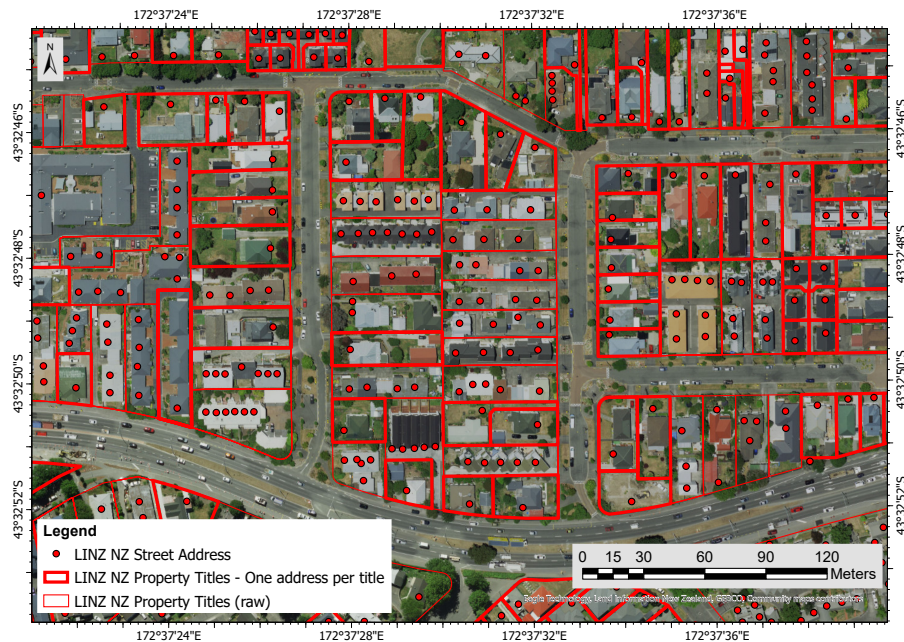 172°37'24"E 172°37'28"E 172°37'32"E 172°37'36"E
N
43°32'46"S 43°32'46"S
43°32'48"S 43°32'48"S
43°32'50"S 43°32'50"S
43°32'52"S 43°32'52"S
Legend
LINZ NZ Street Address
LINZ NZ Property Titles - One address per title
LINZ NZ Property Titles (raw)
0 15 30 60 90 120
Meters
Eagle Technology, Land Information New Zealand, GEBCO, Community maps contributors
172°37'24"E 172°37'28"E 172°37'32"E 172°37'36"E